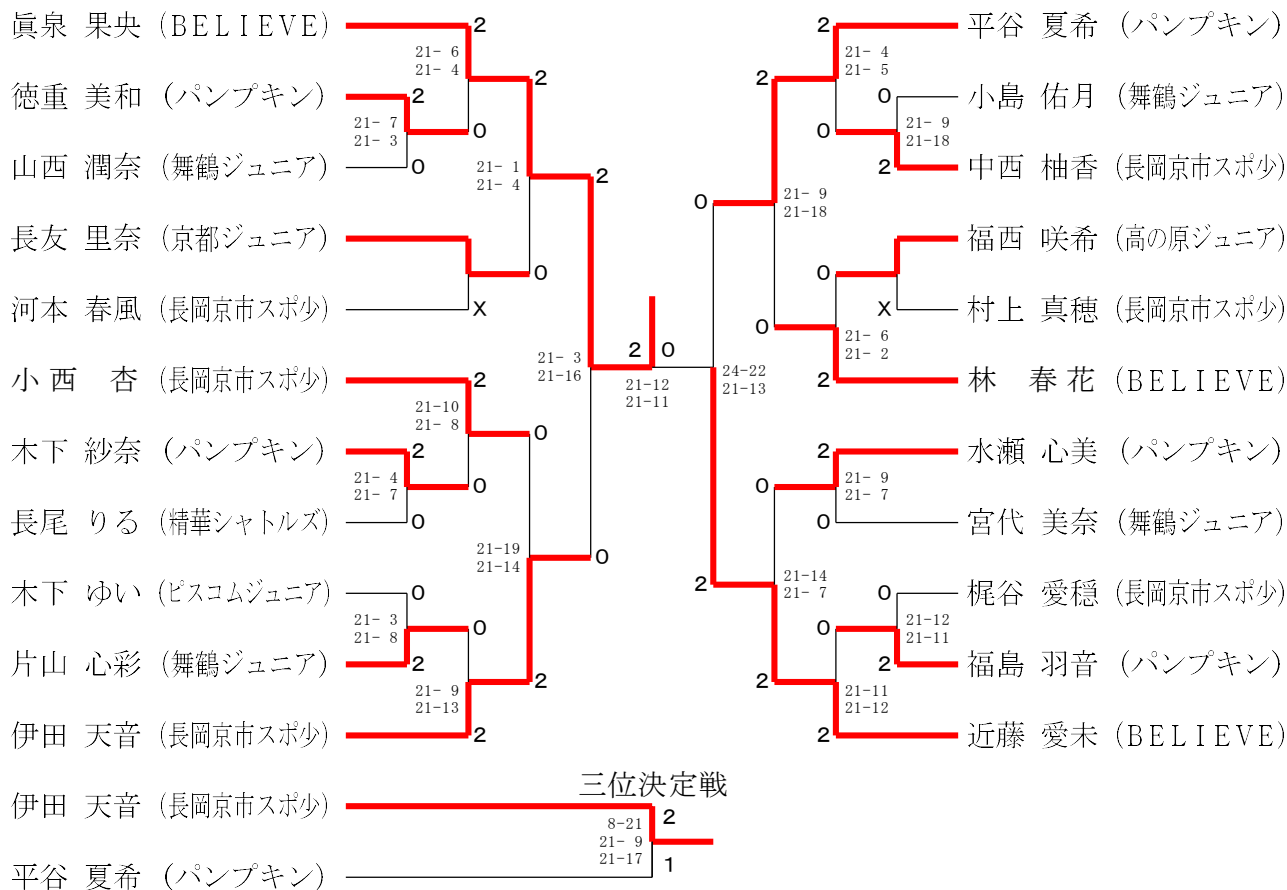 眞泉 果央 (BELIEVE)
2
21- 6
21- 4
2
徳重 美和 (パンプキン)
2
21- 7
21- 3
0
山西 潤奈 (舞鶴ジュニア)
0
21- 1
21- 4
2
長友 里奈 (京都ジュニア)
0
河本 春風 (長岡京市スポ少)
X
21- 3
21-16
小西 杏 (長岡京市スポ少)
2
21-10
21- 8
0
木下 紗奈 (パンプキン)
2
21- 4
21- 7
0
長尾 りる (精華シャトルズ)
0
21-19
21-14
0
木下 ゆい (ピスコムジュニア)
0
21- 3
21- 8
0
片山 心彩 (舞鶴ジュニア)
2
21- 9
21-13
2
伊田 天音 (長岡京市スポ少)
2
2 0
21-12
21-11
2
平谷 夏希 (パンプキン)
21- 4
21- 5
2
0
小島 佑月 (舞鶴ジュニア)
21- 9
21-18
0
2
中西 柚香 (長岡京市スポ少)
0
21- 9
21-18
福西 咲希 (高の原ジュニア)
0
X
村上 真穂 (長岡京市スポ少)
0
21- 6
21- 2
2
林 春花 (BELIEVE)
24-22
21-13
2
水瀬 心美 (パンプキン)
0
21- 9
21- 7
0
宮代 美奈 (舞鶴ジュニア)
2
21-14
21- 7
0
梶谷 愛穏 (長岡京市スポ少)
0
21-12
21-11
2
福島 羽音 (パンプキン)
2
21-11
21-12
2
近藤 愛未 (BELIEVE)
三位決定戦
伊田 天音 (長岡京市スポ少)
2
8-21
21- 9
21-17
1
平谷 夏希 (パンプキン)